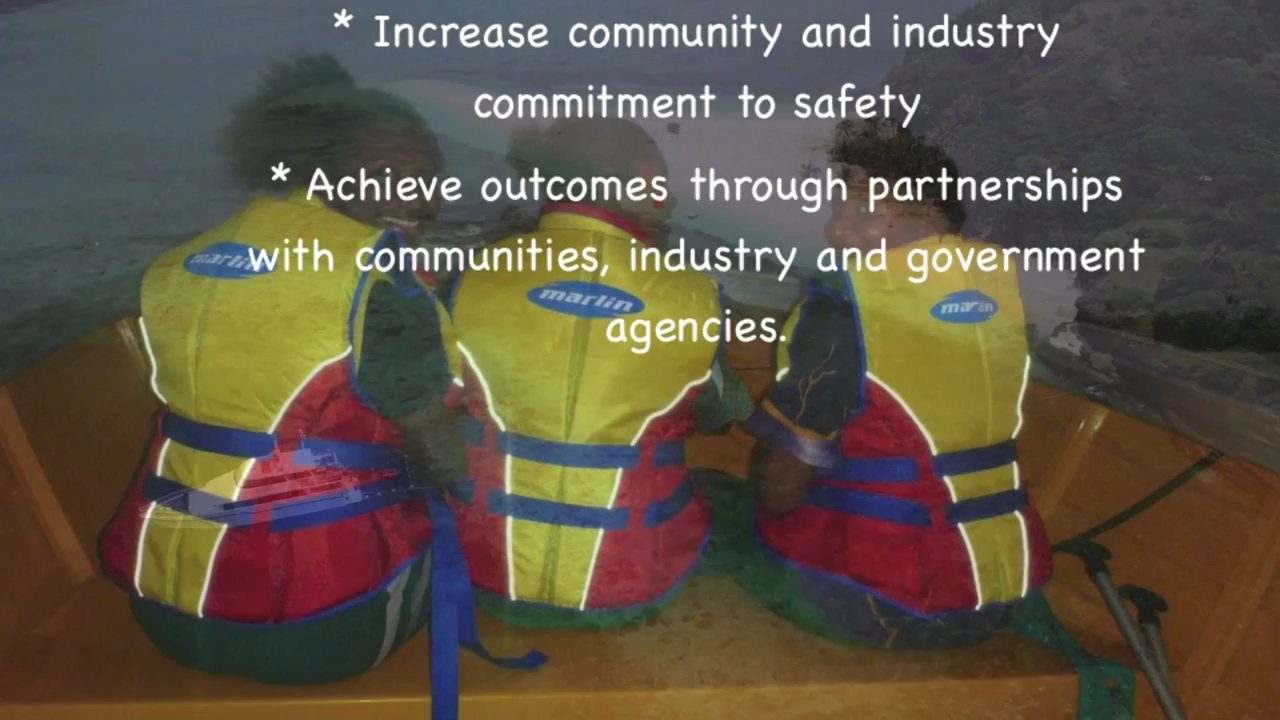 * Increase community and industry
commitment to safety
* Achieve outcomes through partnerships
with communities, industry and government
agencies.
marlin
marlin
marlin